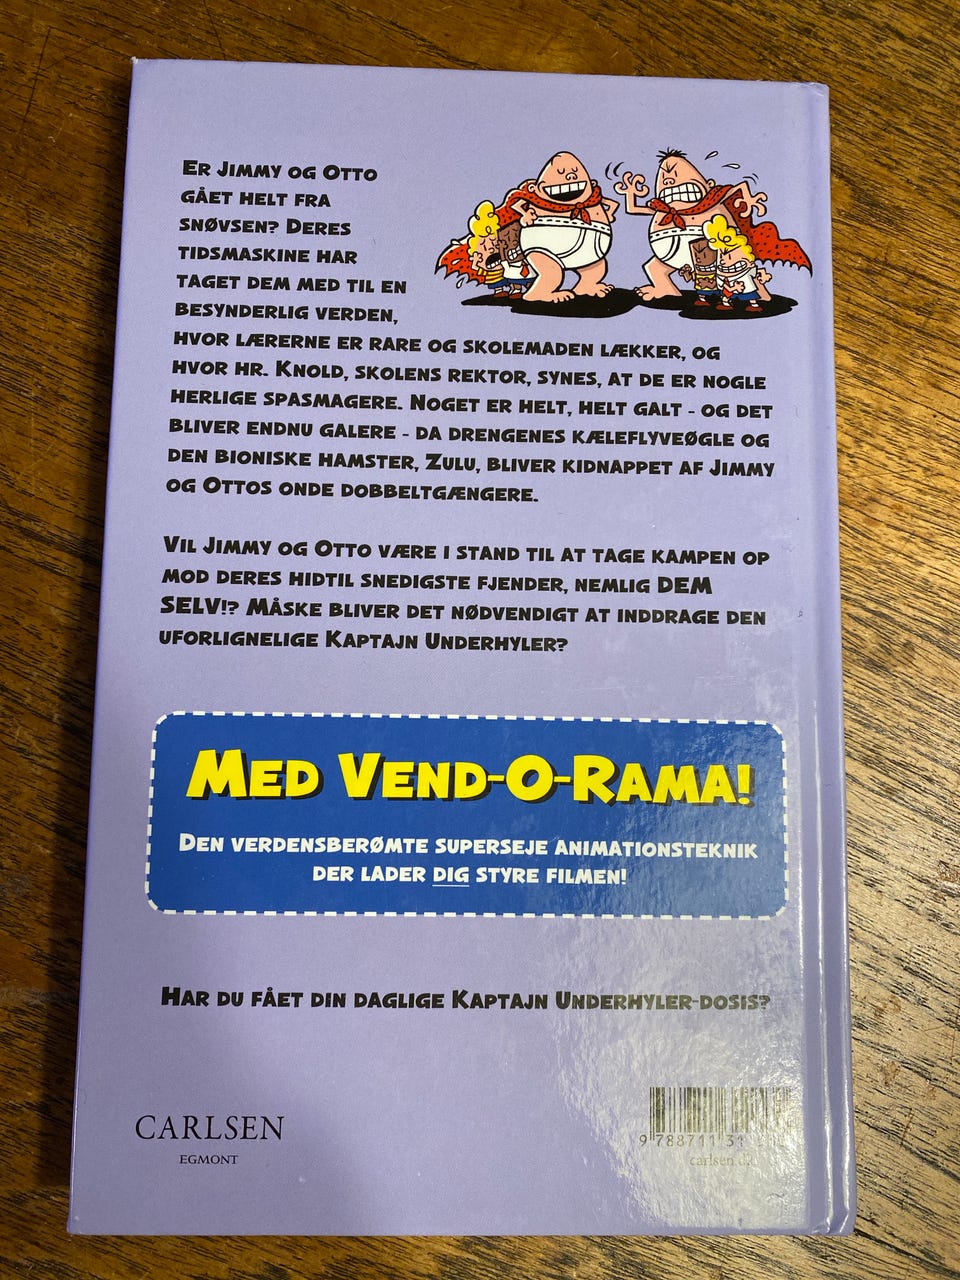 Er Jimmy og Otto
gået helt fra
snøvsen? Deres
tidsmaskine har
taget dem med til en
besynderlig verden,
hvor lærerne er rare og skolemaden lækker, og
hvor hr. Knold, skolens rektor, synes, at de er nogle
herlige spasmagere. Noget er helt, helt galt - og det
bliver endnu galere - da drengenes kæleflyveøgle og
den bioniske hamster, Zulu, bliver kidnappet af Jimmy
og Ottos onde dobbeltgængere.
Vil Jimmy og Otto være i stand til at tage kampen op
mod deres hidtil snedigste fjender, nemlig DEM
SELV!? Måske bliver det nødvendigt at inddrage den
uforlignelige Kaptajn Underhyler?
Med Vend-O-Rama!
Den verdensberømte superseje animationsteknik
der lader dig styre filmen!
Har du fået din daglige Kaptajn Underhyler-dosis?
CARLSEN
EGMONT
9 788711 31